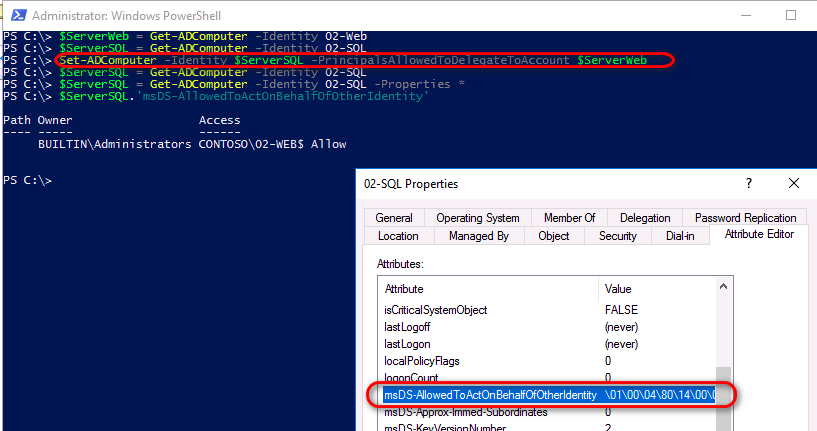 Administrator: Windows PowerShell
PS C:\> $ServerWeb = Get-ADComputer -Identity 02-Web
PS C:\> $ServerSQL = Get-ADComputer -Identity 02-SQL
PS C:\> Set-ADComputer -Identity $ServerSQL -PrincipalsAllowedToDelegateToAccount $ServerWeb
PS C:\> $ServerSQL = Get-ADComputer -Identity 02-SQL
PS C:\> $ServerSQL = Get-ADComputer -Identity 02-SQL -Properties *
PS C:\> $ServerSQL.'msDS-AllowedToActOnBehalfOfOtherIdentity'
Path Owner Access
---- ----- ------
BUILTIN\Administrators CONTOSO\02-WEB$ Allow
PS C:\>
02-SQL Properties
General Operating System Member Of Delegation Password Replication
Location Managed By Object Security Dial-in Attribute Editor
Attributes:
Attribute Value
isCriticalSystemObject FALSE
lastLogoff (never)
lastLogon (never)
localPolicyFlags 0
logonCount 0
msDS-AllowedToActOnBehalfOfOtherIdentity \01\00\04\80\14\00\0
msDS-Approx-Immed-Subordinates 0
msDS-KeyVersionNumber 2